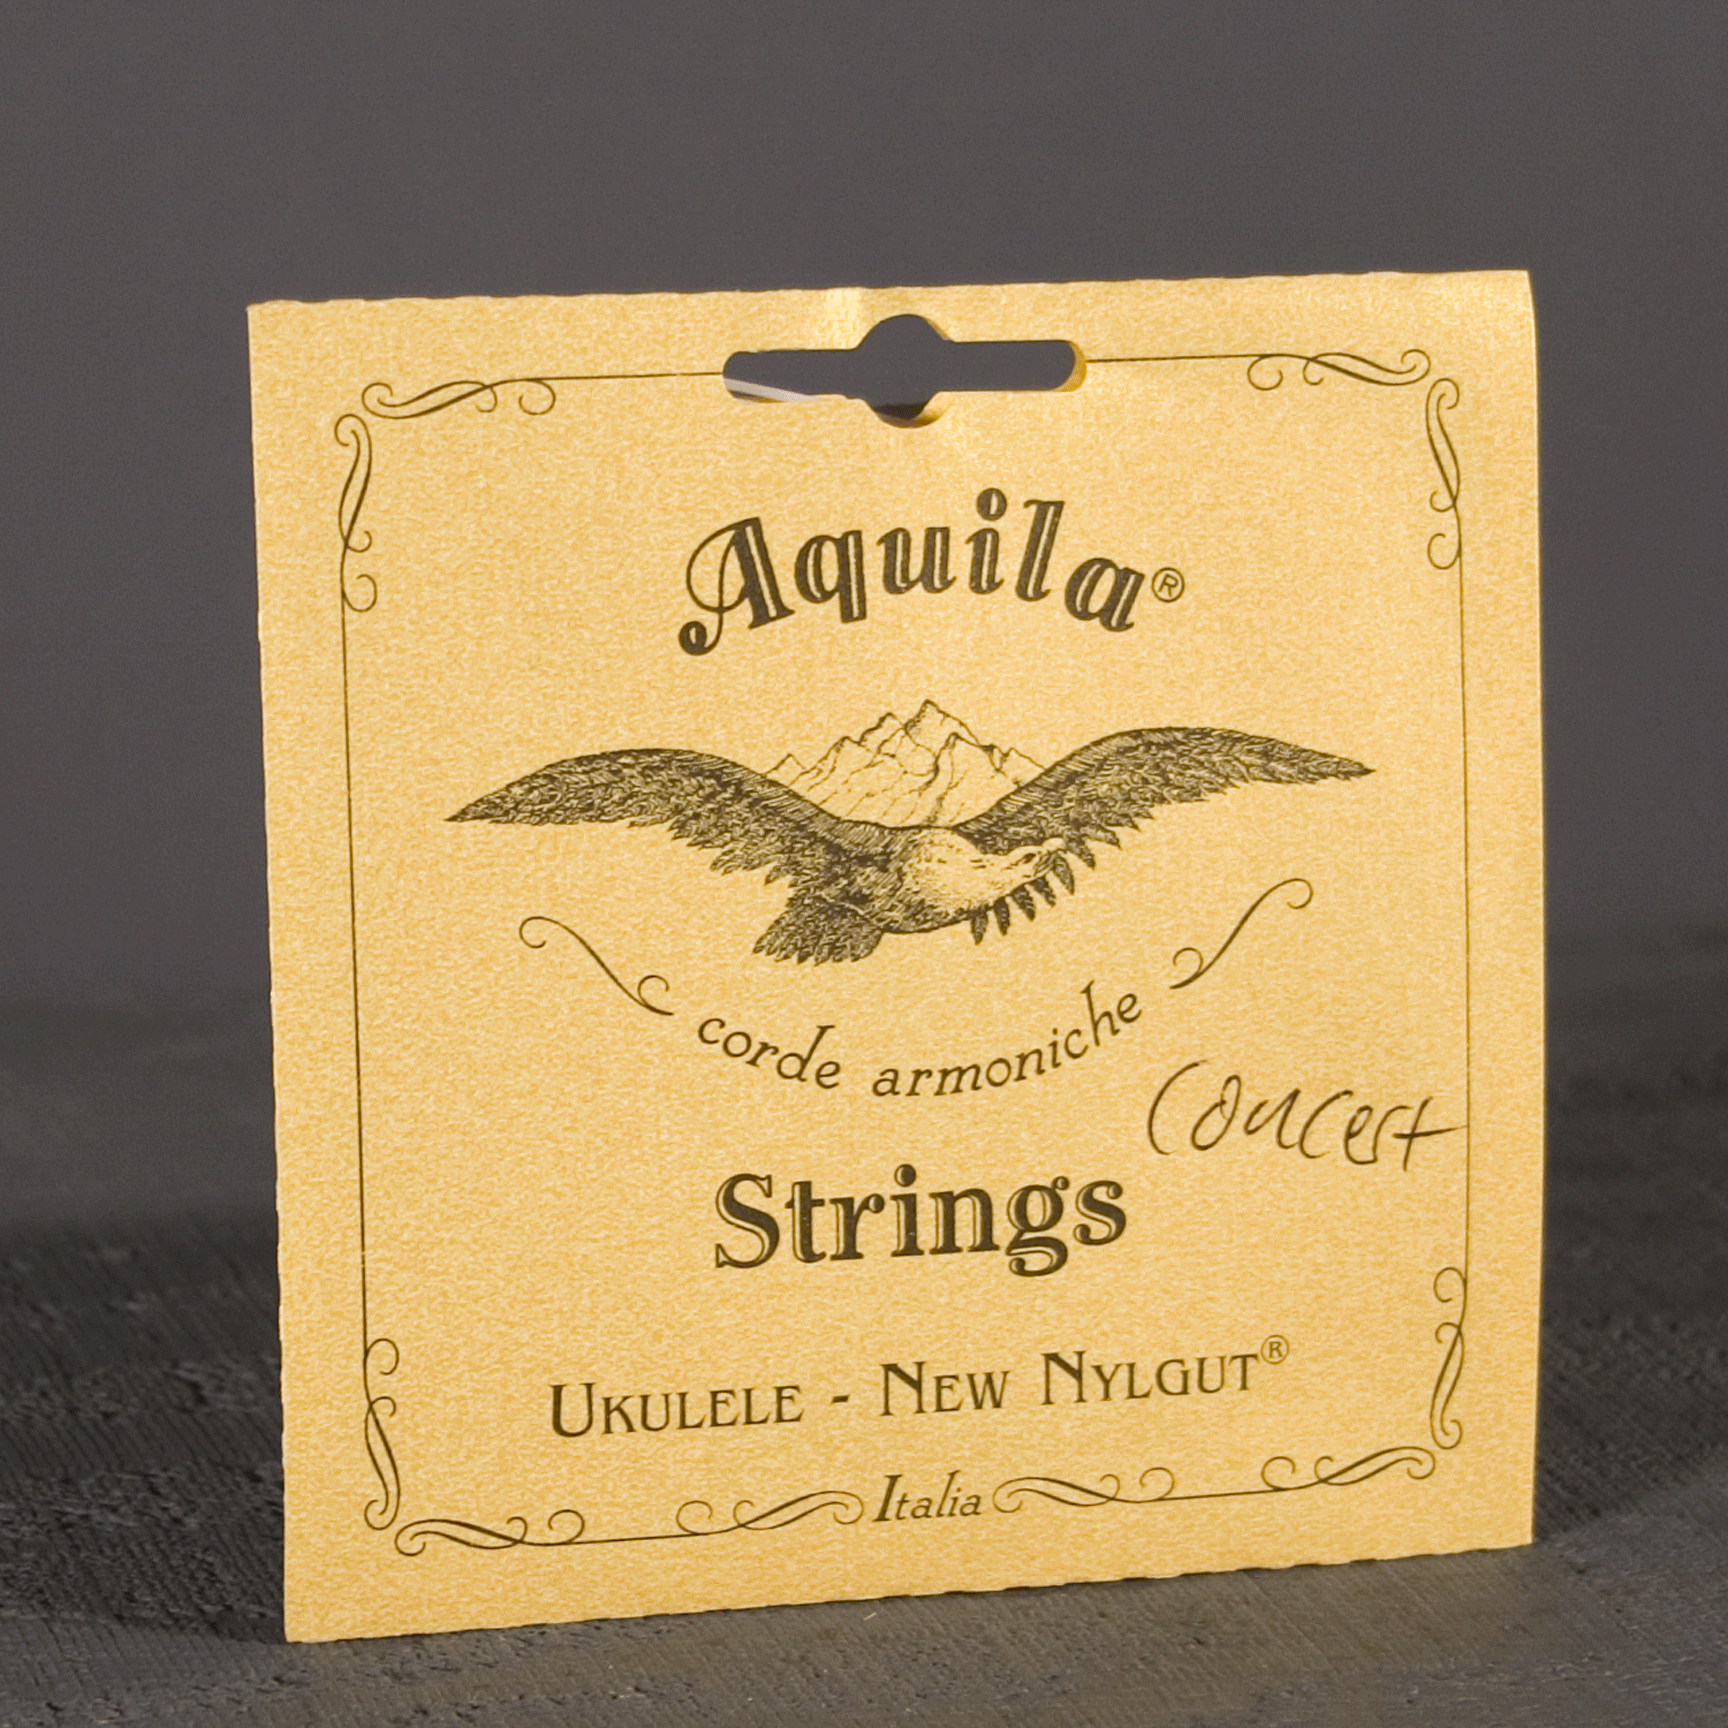 Aquila®
corde armoniche
Concert
Strings
UKULELE - NEW NYLGUT®
Italia